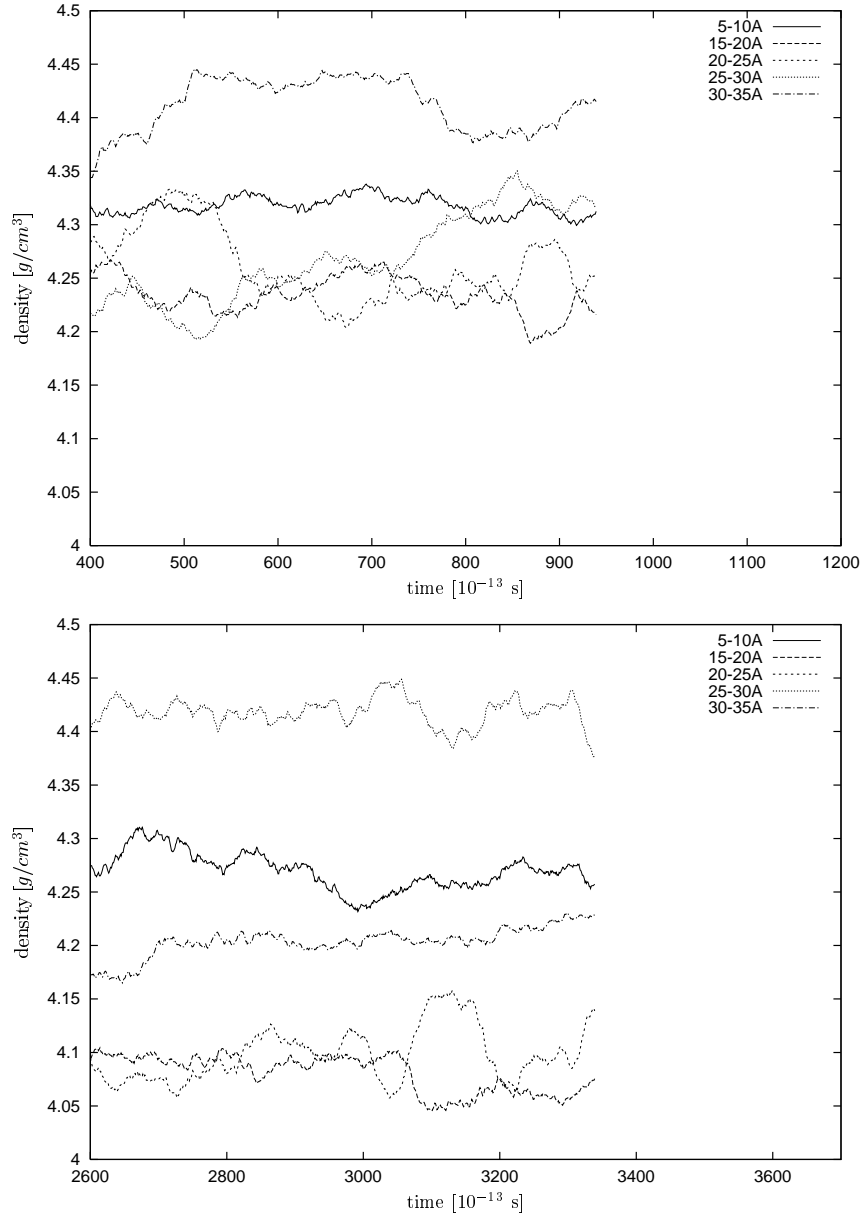 4.5
4.45
4.4
4.35
4.3
4.25
4.2
4.15
4.1
4.05
4
density [g/cm³]
5-10A
15-20A
20-25A
25-30A
30-35A
400 500 600 700 800 900 1000 1100 1200
time [10⁻¹³ s]
4.5
4.45
4.4
4.35
4.3
4.25
4.2
4.15
4.1
4.05
4
density [g/cm³]
5-10A
15-20A
20-25A
25-30A
30-35A
2600 2800 3000 3200 3400 3600
time [10⁻¹³ s]